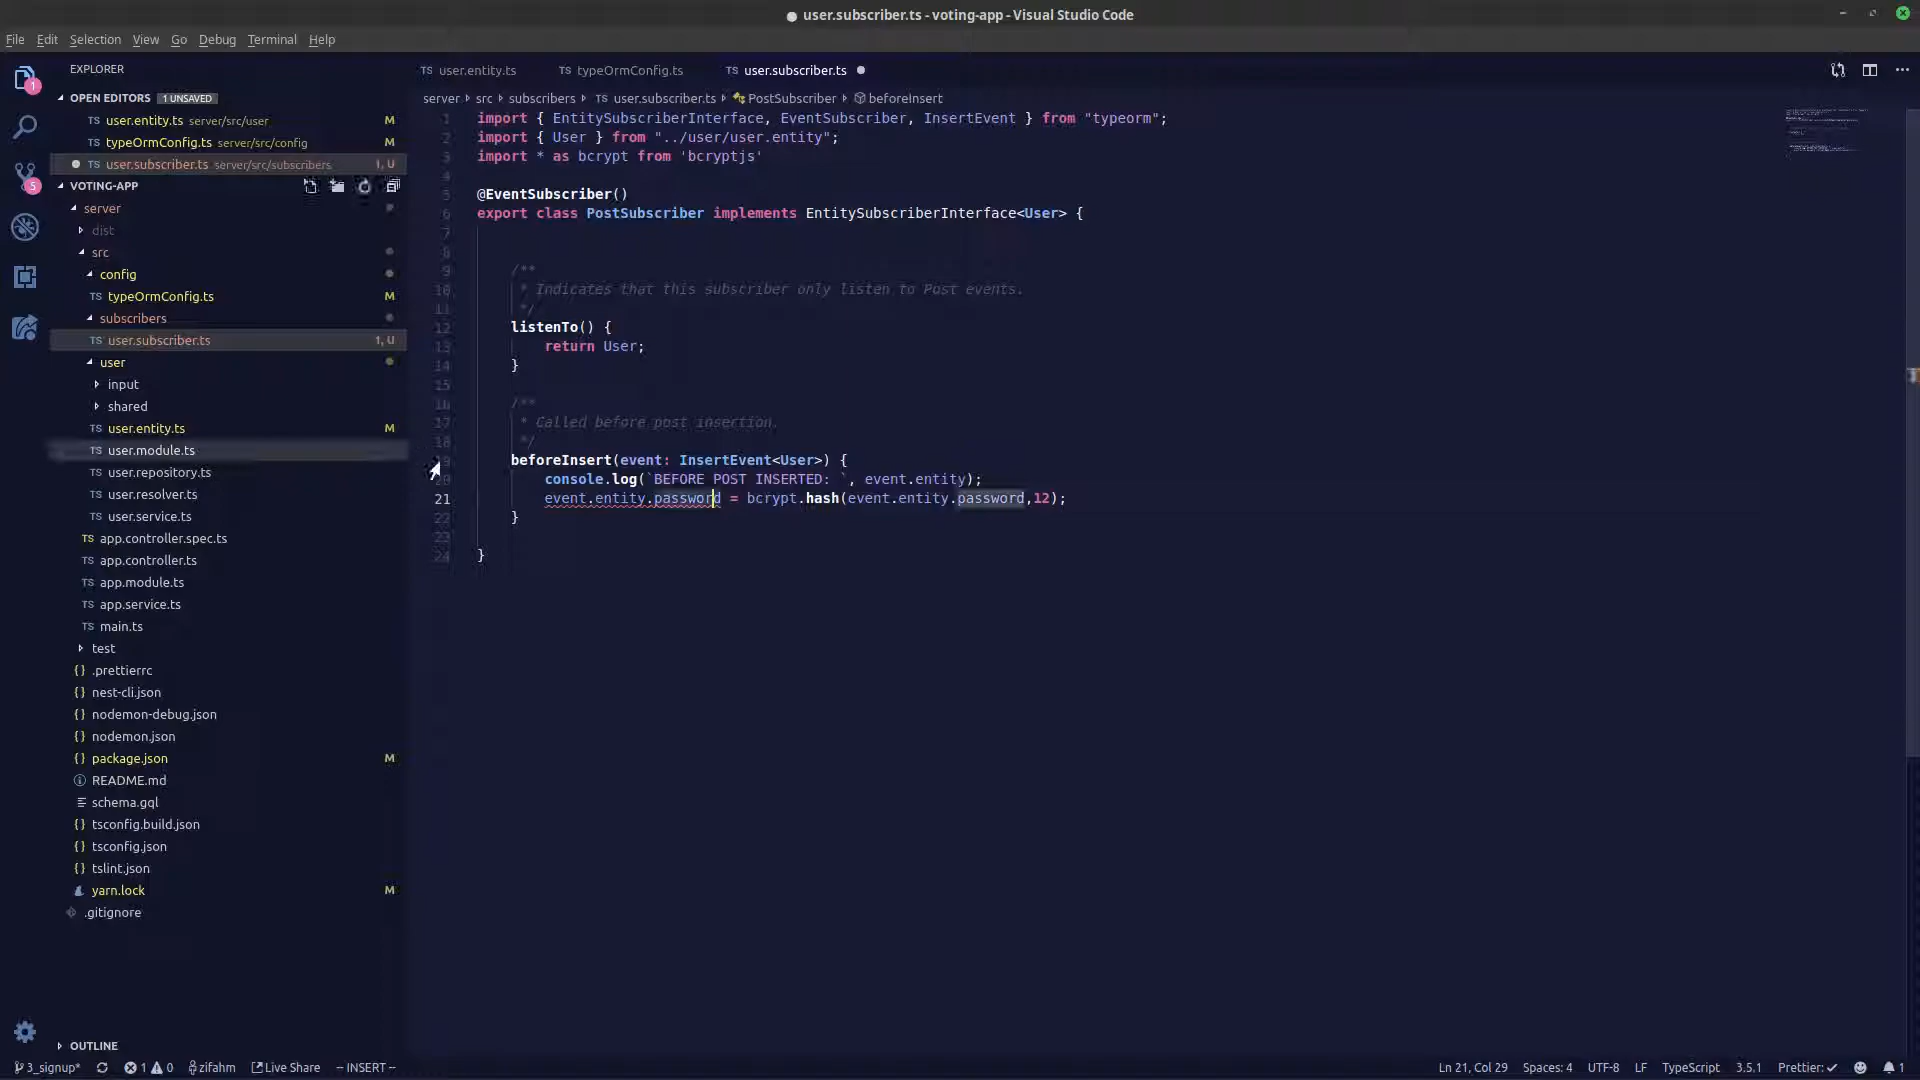 user.subscriber.ts - voting-app - Visual Studio Code
File Edit Selection View Go Debug Terminal Help
EXPLORER
OPEN EDITORS 1 UNSAVED
TS user.entity.ts server/src/user M
TS typeOrmConfig.ts server/src/config M
TS user.subscriber.ts server/src/subscribers 1, U
VOTING-APP
server
dist
src
config
TS typeOrmConfig.ts M
subscribers
TS user.subscriber.ts 1, U
user
input
shared
TS user.entity.ts M
TS user.module.ts
TS user.repository.ts
TS user.resolver.ts
TS user.service.ts
TS app.controller.spec.ts
TS app.controller.ts
TS app.module.ts
TS app.service.ts
TS main.ts
test
{} .prettierrc
{} nest-cli.json
{} nodemon-debug.json
{} nodemon.json
{} package.json M
README.md
schema.gql
{} tsconfig.build.json
{} tsconfig.json
{} tslint.json
yarn.lock M
.gitignore
OUTLINE
1
5
TS user.entity.ts TS typeOrmConfig.ts TS user.subscriber.ts
server src subscribers TS user.subscriber.ts PostSubscriber beforeInsert
1 import { EntitySubscriberInterface, EventSubscriber, InsertEvent } from "typeorm";
2 import { User } from "../user/user.entity";
3 import * as bcrypt from 'bcryptjs'
4
5 @EventSubscriber()
6 export class PostSubscriber implements EntitySubscriberInterface<User> {
7
8
9 /**
10 * Indicates that this subscriber only listen to Post events.
11 */
12 listenTo() {
13 return User;
14 }
15
16 /**
17 * Called before post insertion.
18 */
19 beforeInsert(event: InsertEvent<User>) {
20 console.log(`BEFORE POST INSERTED: `, event.entity);
21 event.entity.password = bcrypt.hash(event.entity.password,12);
22 }
23
24 }
3_signup* 1 0 zifahm Live Share -- INSERT -- Ln 21, Col 29 Spaces: 4 UTF-8 LF TypeScript 3.5.1 Prettier: ✓ 1